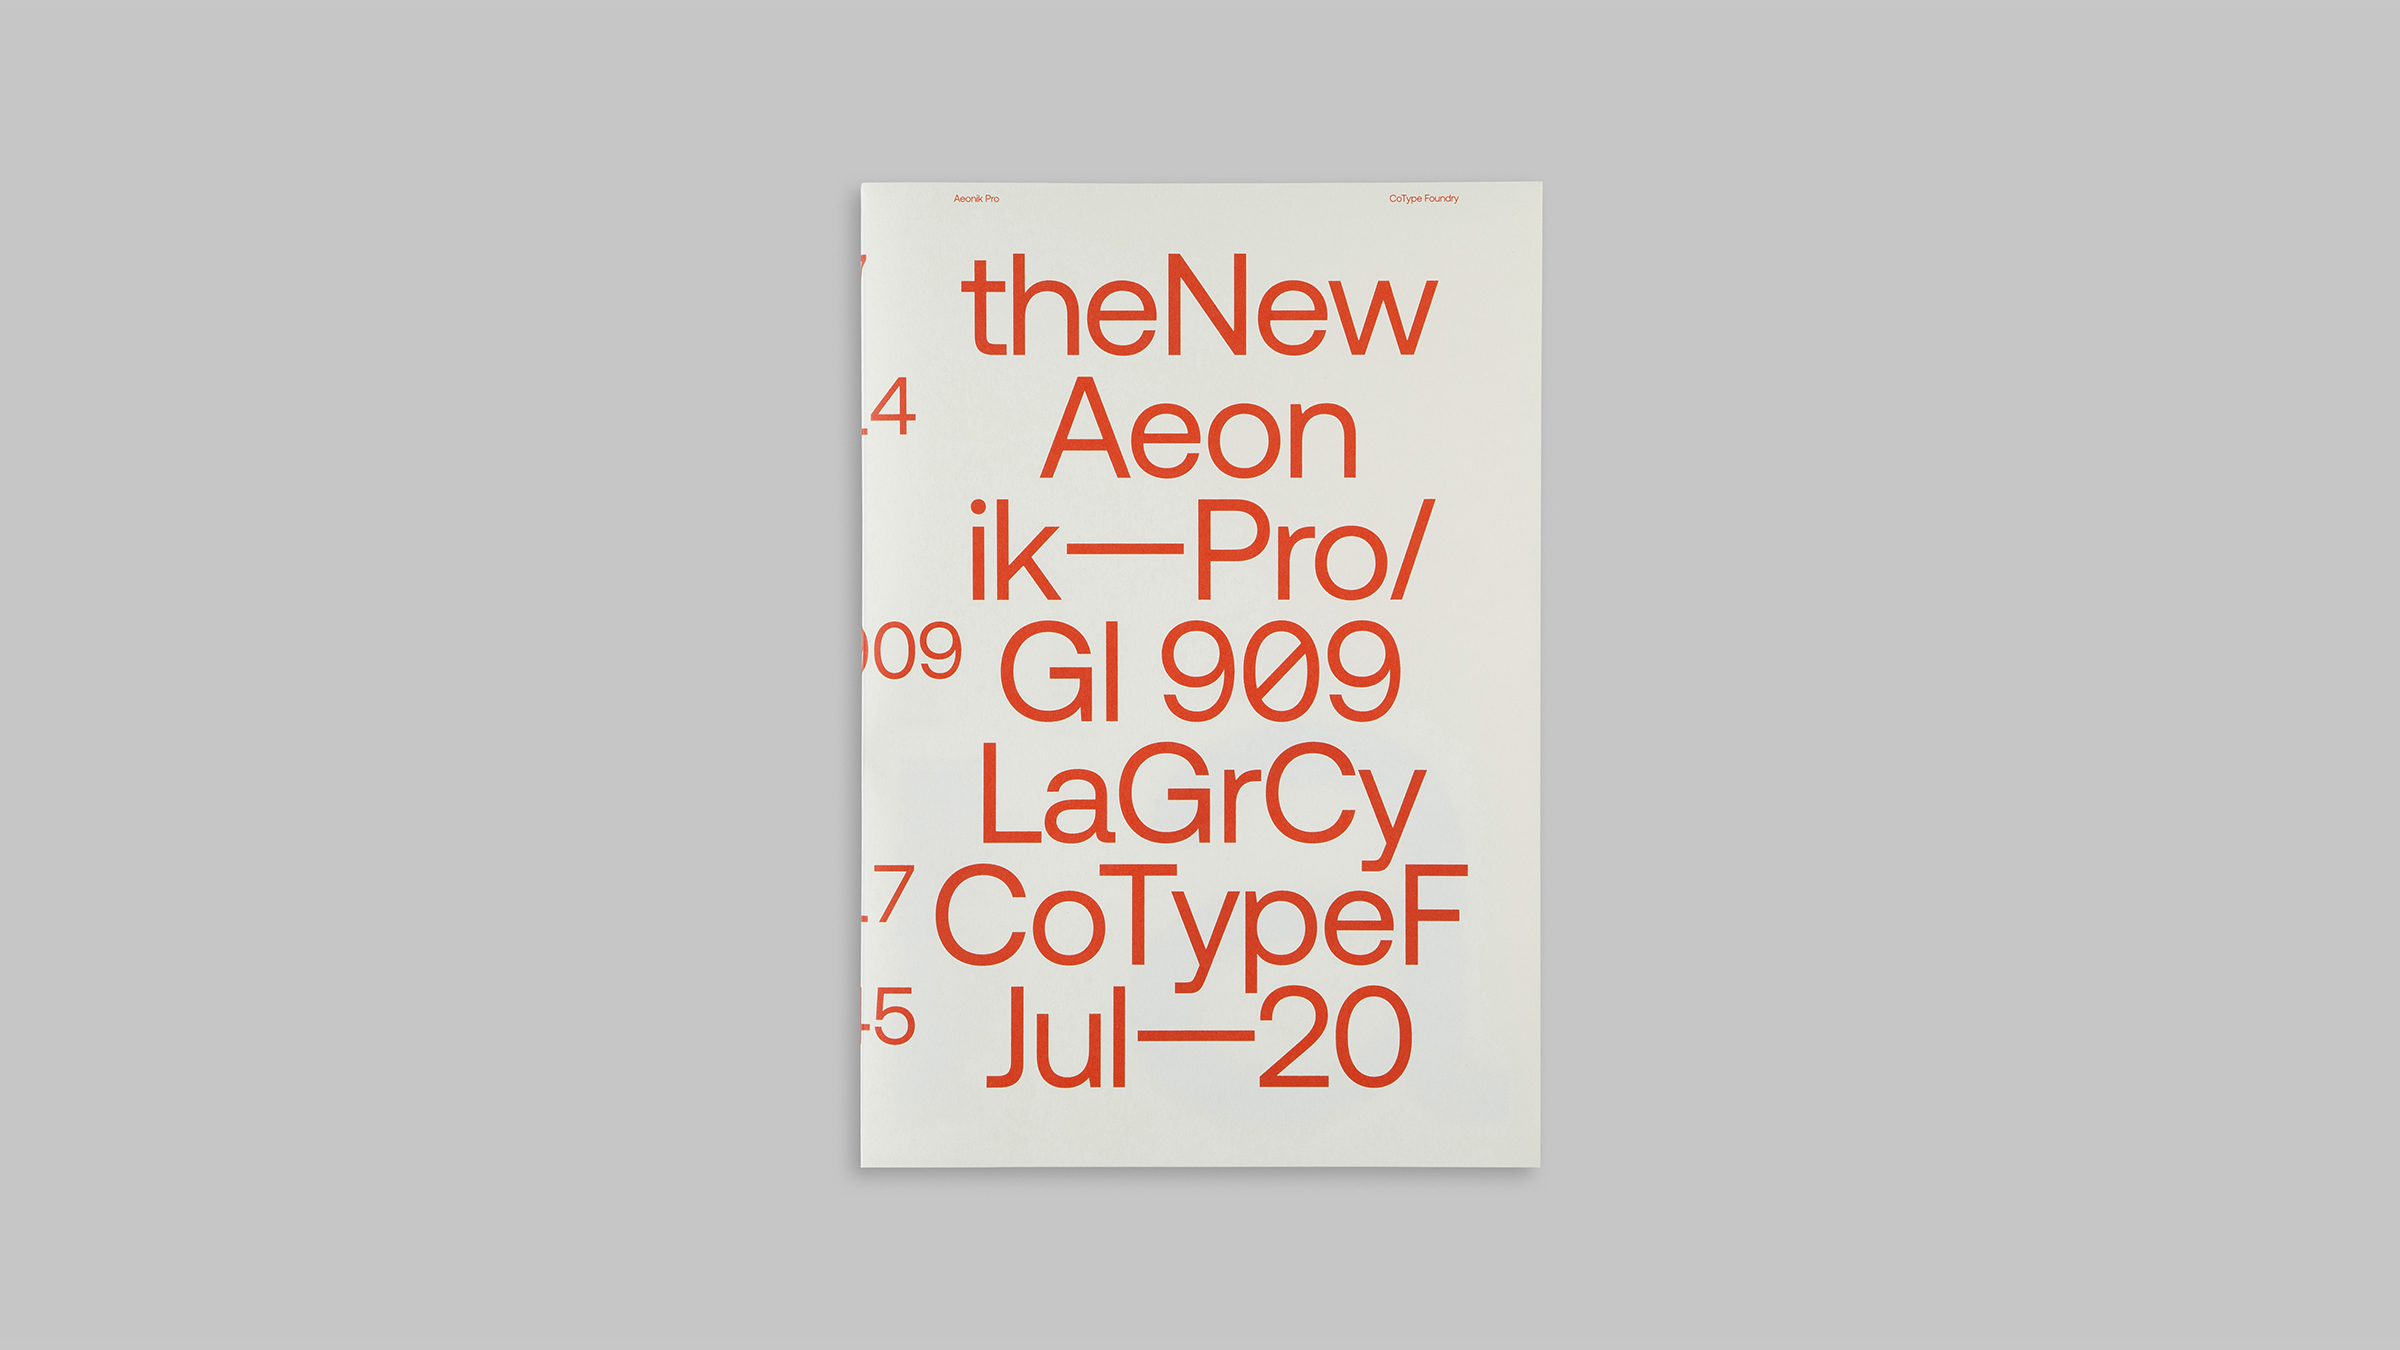 Aeonik Pro
CoType Foundry
theNew
Aeon
4
ik—Pro/
Gl 909
09
LaGrCy
CoTypeF
7
Jul—20
5